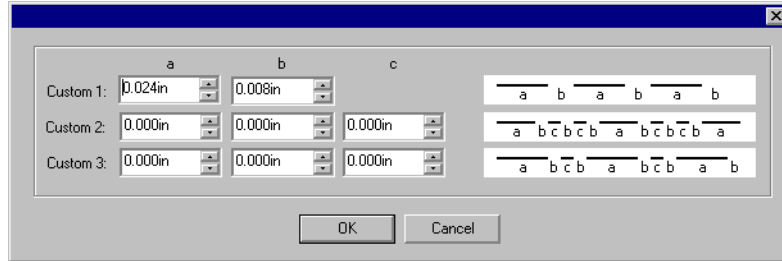 a b c
Custom 1: 0.024in 0.008in
a b a b a b
Custom 2: 0.000in 0.000in 0.000in
a b c b c b a b c b c b a
Custom 3: 0.000in 0.000in 0.000in
a b c b a b c b a b
OK Cancel